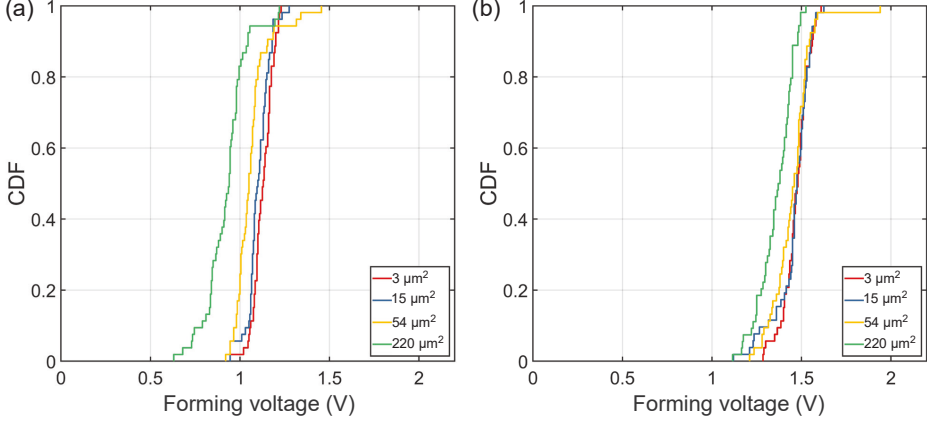 (a)
CDF
1
0.8
0.6
0.4
0.2
0
0 0.5 1 1.5 2
Forming voltage (V)
3 µm²
15 µm²
54 µm²
220 µm²
(b)
CDF
1
0.8
0.6
0.4
0.2
0
0 0.5 1 1.5 2
Forming voltage (V)
3 µm²
15 µm²
54 µm²
220 µm²